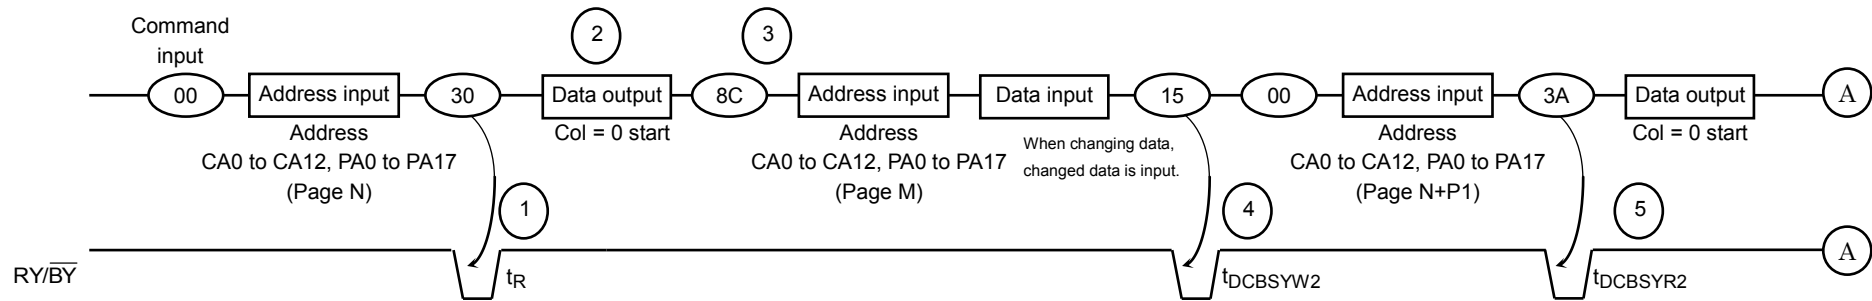 Command
input
2
3
00
Address input
30
Data output
8C
Address input
Data input
15
00
Address input
3A
Data output
A
Address
CA0 to CA12, PA0 to PA17
(Page N)
Col = 0 start
Address
CA0 to CA12, PA0 to PA17
(Page M)
When changing data,
changed data is input.
Address
CA0 to CA12, PA0 to PA17
(Page N+P1)
Col = 0 start
1
4
5
RY/B̅Y̅
tR
tDCBSYW2
tDCBSYR2
A